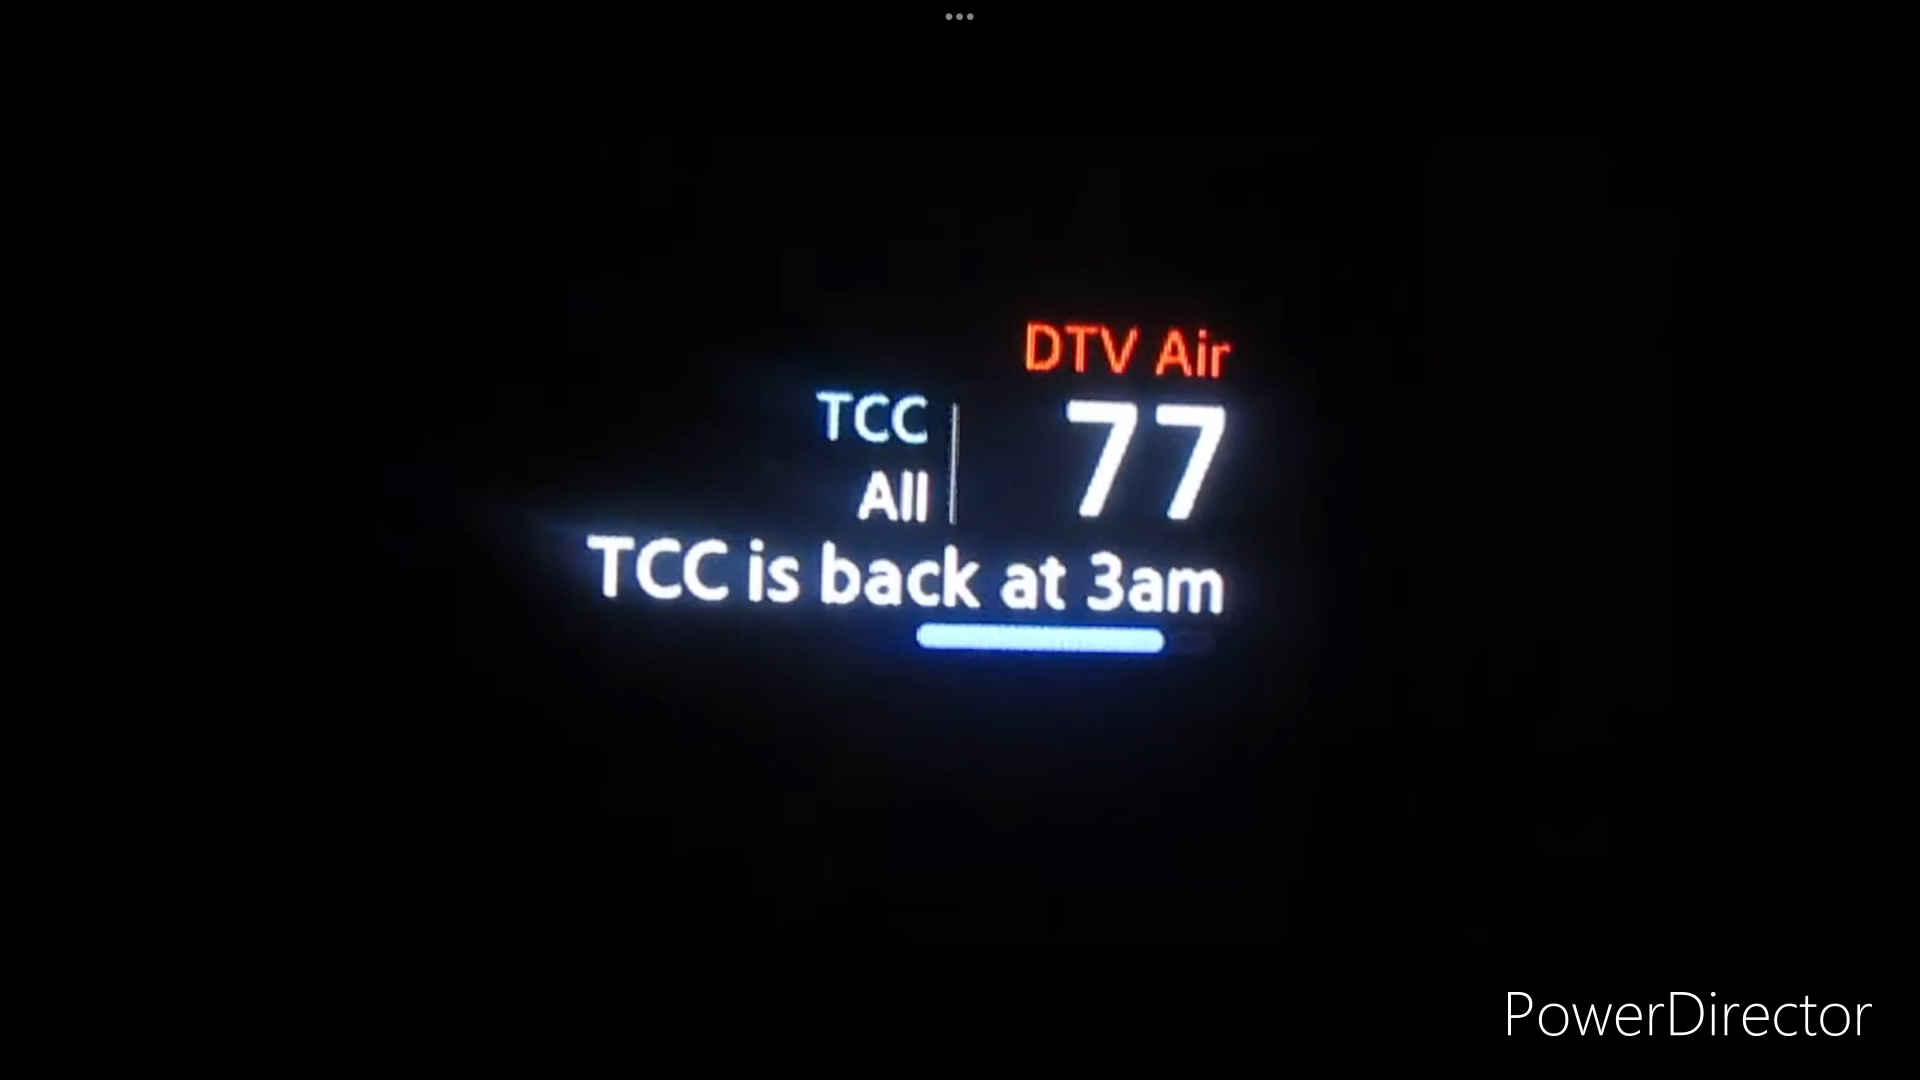 DTV Air
TCC
77
All
TCC is back at 3am
PowerDirector